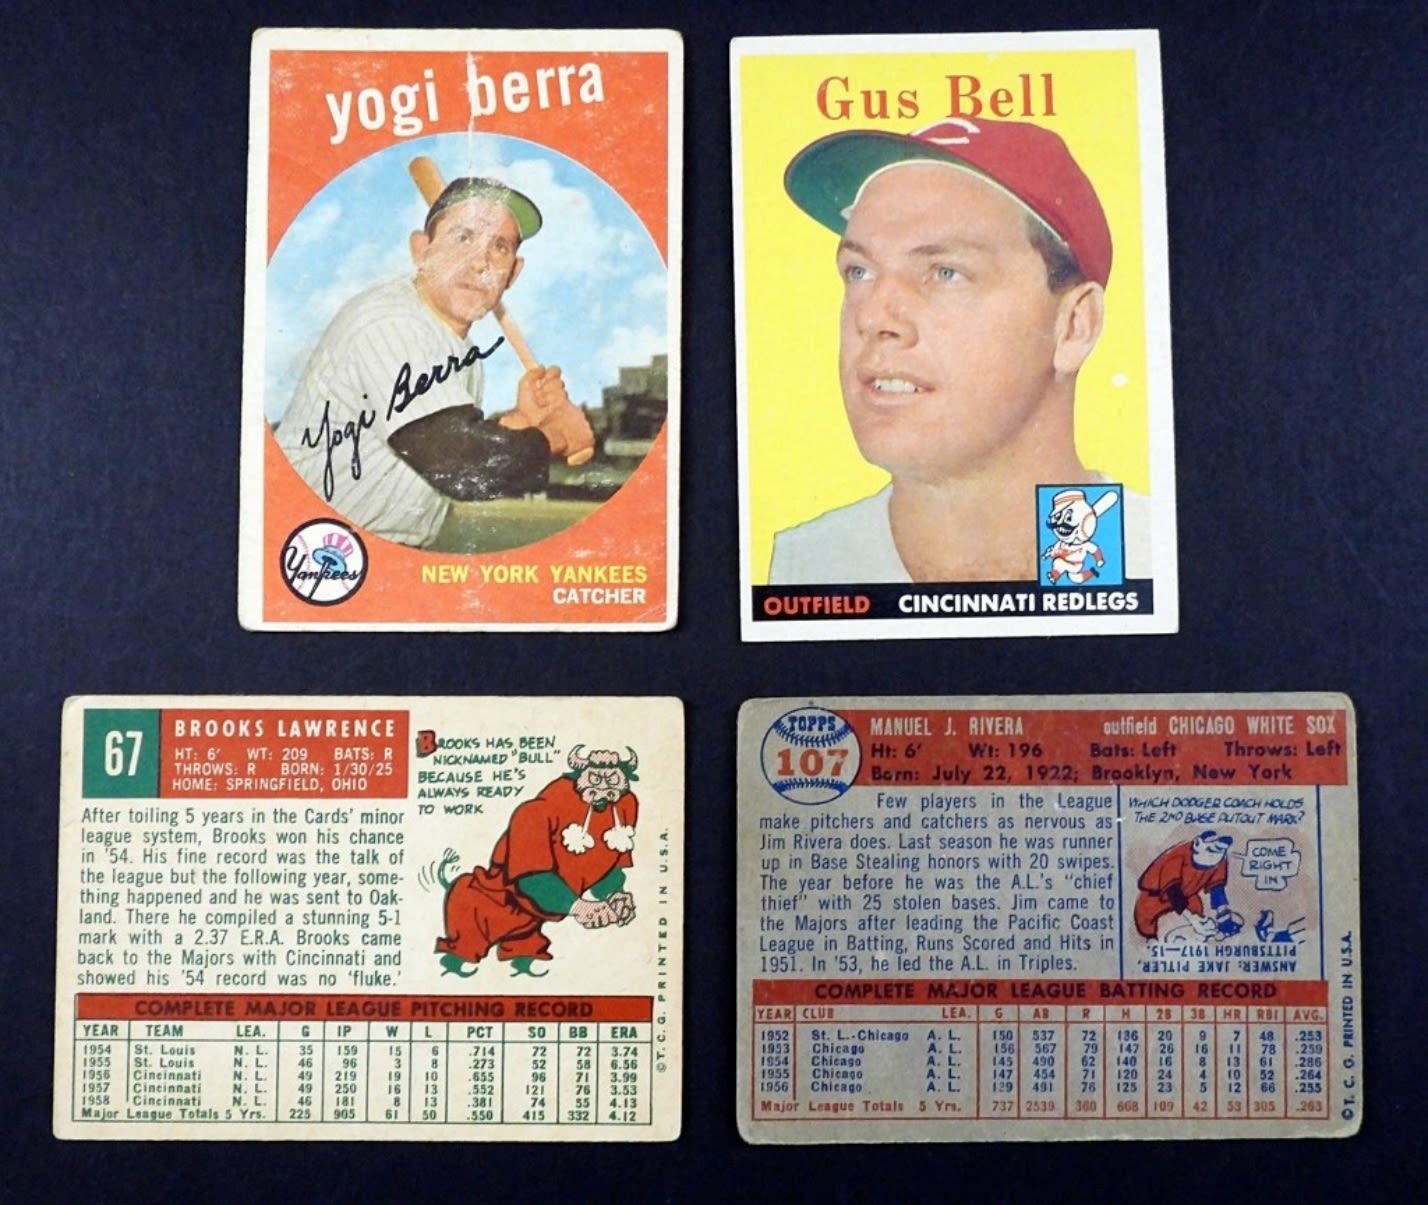 yogi berra
Yogi Berra
Yankees
NEW YORK YANKEES
CATCHER
Gus Bell
OUTFIELD CINCINNATI REDLEGS
67
BROOKS LAWRENCE
HT: 6' WT: 209 BATS: R
THROWS: R BORN: 1/30/25
HOME: SPRINGFIELD, OHIO
BROOKS HAS BEEN
NICKNAMED "BULL"
BECAUSE HE'S
ALWAYS READY
TO WORK
After toiling 5 years in the Cards' minor
league system, Brooks won his chance
in '54. His fine record was the talk of
the league but the following year, some-
thing happened and he was sent to Oak-
land. There he compiled a stunning 5-1
mark with a 2.37 E.R.A. Brooks came
back to the Majors with Cincinnati and
showed his '54 record was no 'fluke.'
COMPLETE MAJOR LEAGUE PITCHING RECORD
YEAR TEAM LEA. G IP W L PCT SO BB ERA
1954 St. Louis N. L. 35 159 15 6 .714 72 72 3.74
1955 St. Louis N. L. 46 96 3 8 .273 52 58 6.56
1956 Cincinnati N. L. 49 219 19 10 .655 96 71 3.99
1957 Cincinnati N. L. 49 250 16 13 .552 121 76 3.53
1958 Cincinnati N. L. 46 181 8 13 .381 74 55 4.13
Major League Totals 5 Yrs. 225 905 61 50 .550 415 332 4.12
© T. C. G. PRINTED IN U.S.A.
TOPPS
107
MANUEL J. RIVERA outfield CHICAGO WHITE SOX
Ht: 6' Wt: 196 Bats: Left Throws: Left
Born: July 22, 1922; Brooklyn, New York
Few players in the League
make pitchers and catchers as nervous as
Jim Rivera does. Last season he was runner
up in Base Stealing honors with 20 swipes.
The year before he was the A.L.'s "chief
thief" with 25 stolen bases. Jim came to
the Majors after leading the Pacific Coast
League in Batting, Runs Scored and Hits in
1951. In '53, he led the A.L. in Triples.
WHICH DODGER COACH HOLDS
THE 2ND BASE PUTOUT MARK?
COME
RIGHT
IN
ANSWER: JAKE PITLER,
PITTSBURGH 1917—15.
COMPLETE MAJOR LEAGUE BATTING RECORD
YEAR CLUB LEA. G AB R H 2B 3B HR RBI AVG.
1952 St. L.-Chicago A. L. 150 537 72 136 20 9 7 48 .253
1953 Chicago A. L. 156 567 79 147 26 16 11 78 .259
1954 Chicago A. L. 145 490 62 140 16 8 13 61 .286
1955 Chicago A. L. 147 454 71 120 24 4 10 52 .264
1956 Chicago A. L. 139 491 76 125 23 5 12 66 .255
Major League Totals 5 Yrs. 737 2539 360 668 109 42 53 305 .263
© T. C. G. PRINTED IN U.S.A.